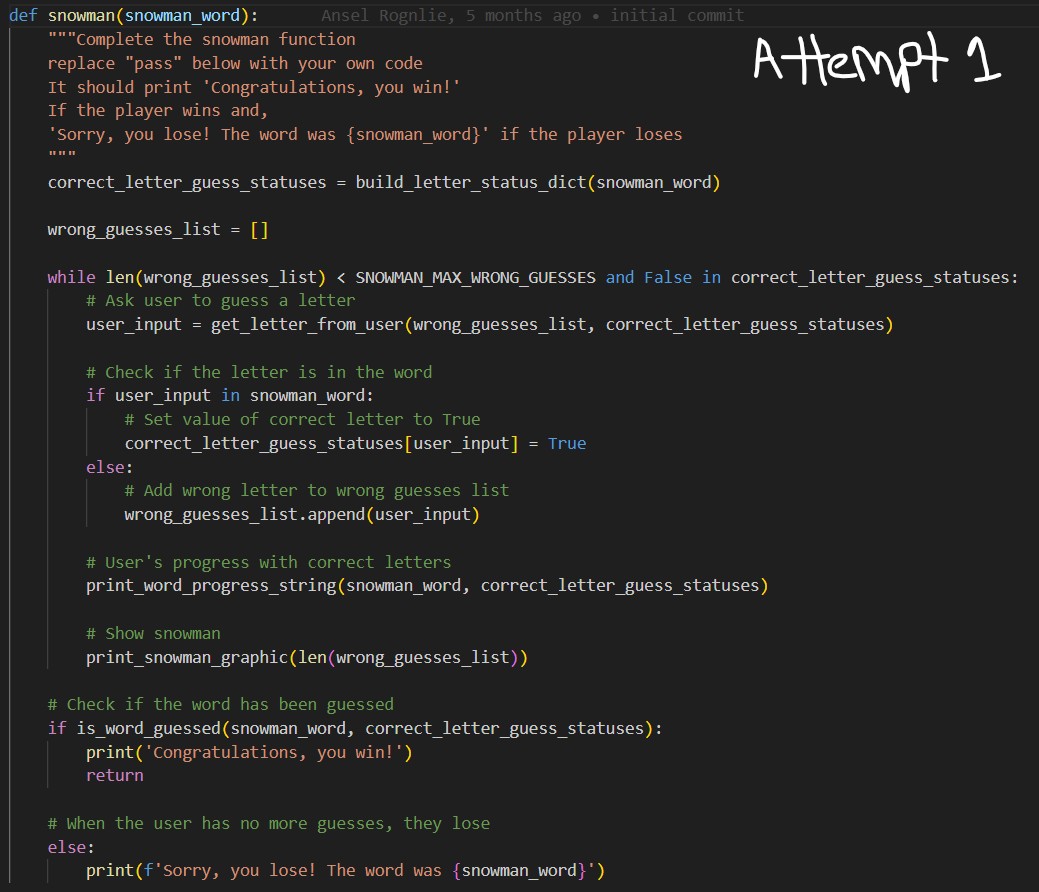 def snowman(snowman_word):      Ansel Rognlie, 5 months ago • initial commit
    """Complete the snowman function
    replace "pass" below with your own code
    It should print 'Congratulations, you win!'
    If the player wins and,
    'Sorry, you lose! The word was {snowman_word}' if the player loses
    """
Attempt 1
    correct_letter_guess_statuses = build_letter_status_dict(snowman_word)

    wrong_guesses_list = []

    while len(wrong_guesses_list) < SNOWMAN_MAX_WRONG_GUESSES and False in correct_letter_guess_statuses:
        # Ask user to guess a letter
        user_input = get_letter_from_user(wrong_guesses_list, correct_letter_guess_statuses)

        # Check if the letter is in the word
        if user_input in snowman_word:
            # Set value of correct letter to True
            correct_letter_guess_statuses[user_input] = True
        else:
            # Add wrong letter to wrong guesses list
            wrong_guesses_list.append(user_input)

        # User's progress with correct letters
        print_word_progress_string(snowman_word, correct_letter_guess_statuses)

        # Show snowman
        print_snowman_graphic(len(wrong_guesses_list))

    # Check if the word has been guessed
    if is_word_guessed(snowman_word, correct_letter_guess_statuses):
        print('Congratulations, you win!')
        return

    # When the user has no more guesses, they lose
    else:
        print(f'Sorry, you lose! The word was {snowman_word}')